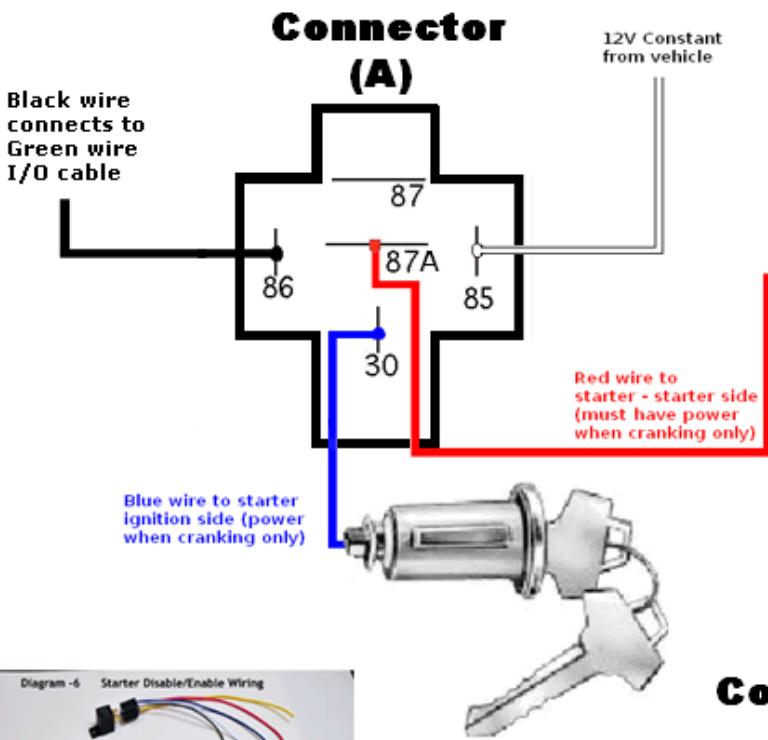 Connector
(A)
12V Constant
from vehicle
Black wire
connects to
Green wire
I/O cable
87
87A
86
85
30
Red wire to
starter - starter side
(must have power
when cranking only)
Blue wire to starter
ignition side (power
when cranking only)
Diagram -6 Starter Disable/Enable Wiring
Co